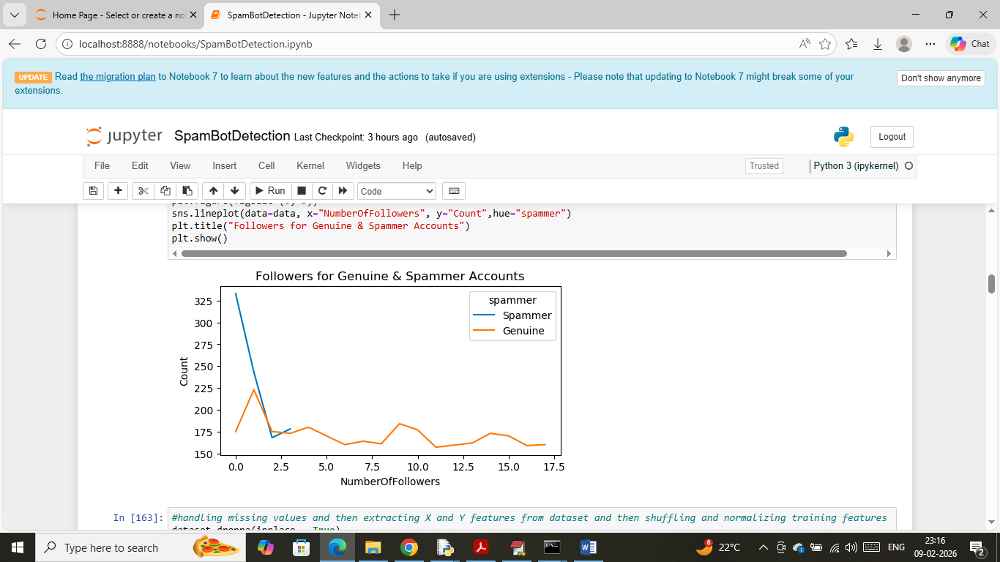 Home Page - Select or create a no
SpamBotDetection - Jupyter Noteb
localhost:8888/notebooks/SpamBotDetection.ipynb
Chat
UPDATE Read the migration plan to Notebook 7 to learn about the new features and the actions to take if you are using extensions - Please note that updating to Notebook 7 might break some of your
extensions.
Don't show anymore
jupyter SpamBotDetection Last Checkpoint: 3 hours ago (autosaved)
Logout
File Edit View Insert Cell Kernel Widgets Help
Trusted
Python 3 (ipykernel)
Run
Code
sns.lineplot(data=data, x="NumberOfFollowers", y="Count",hue="spammer")
plt.title("Followers for Genuine & Spammer Accounts")
plt.show()
Followers for Genuine & Spammer Accounts
spammer
Spammer
Genuine
Count
325
300
275
250
225
200
175
150
0.0 2.5 5.0 7.5 10.0 12.5 15.0 17.5
NumberOfFollowers
In [163]: #handling missing values and then extracting X and Y features from dataset and then shuffling and normalizing training features
Type here to search
6
22°C
ENG
23:16
09-02-2026
2